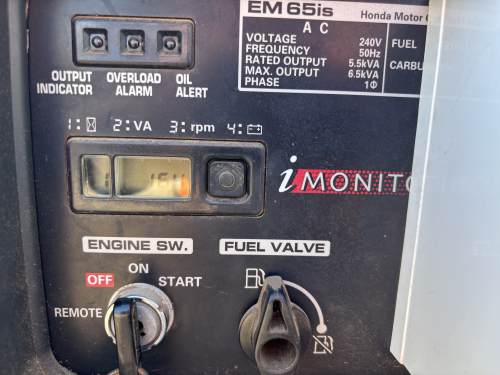 EM 65is
Honda Motor
A C
VOLTAGE 240V
FREQUENCY 50Hz
RATED OUTPUT 5.5kVA
MAX. OUTPUT 6.5kVA
PHASE 1Φ
FUEL
OUTPUT INDICATOR
OVERLOAD ALARM
OIL ALERT
1: 2:VA 3:rpm 4:
i MONITO
ENGINE SW.
FUEL VALVE
ON
OFF
START
REMOTE